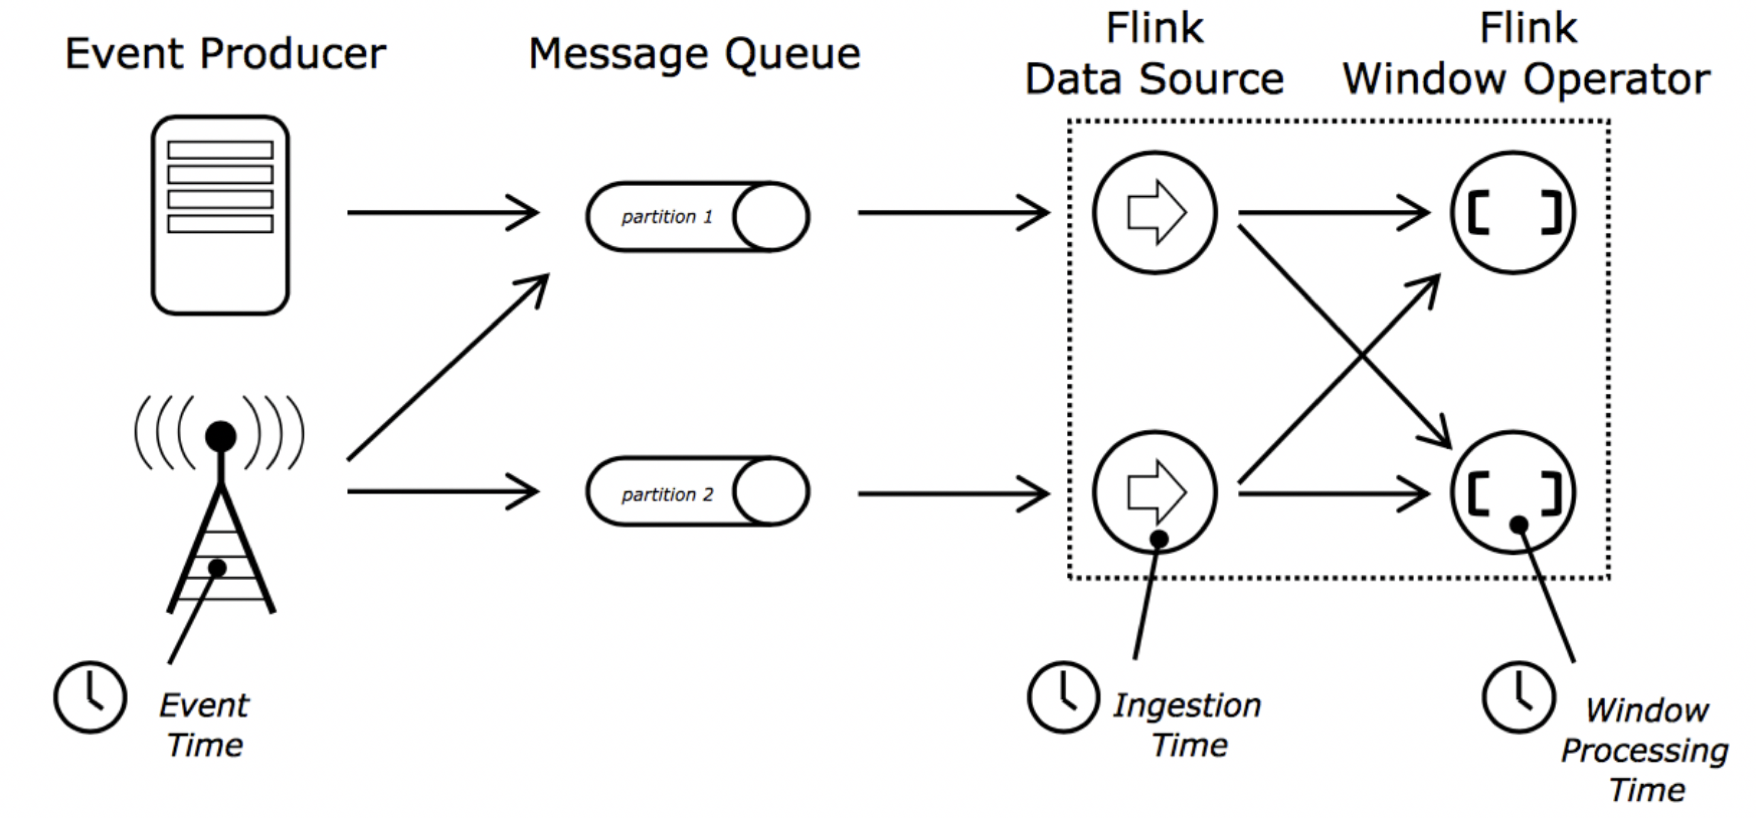 Event Producer
Message Queue
Flink
Data Source
Flink
Window Operator
partition 1
partition 2
Event
Time
Ingestion
Time
Window
Processing
Time